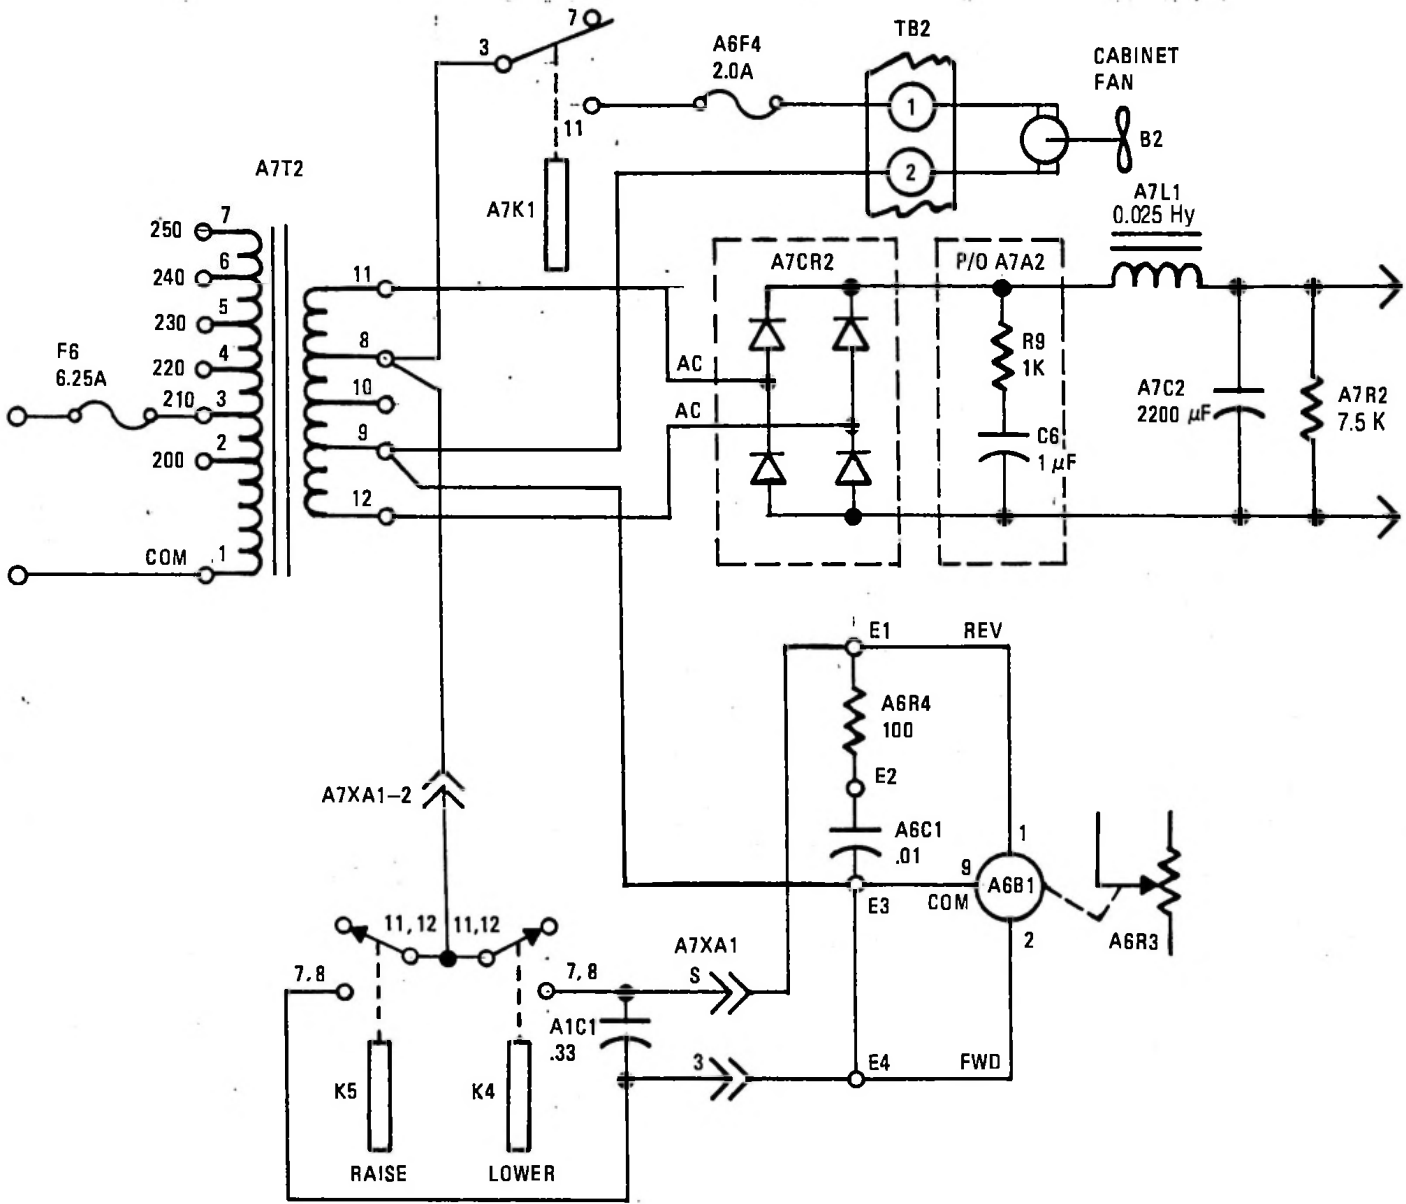 7
3
A6F4
2.0A
TB2
CABINET
FAN
11
1
B2
2
A7T2
A7K1
A7L1
0.025 Hy
250
7
240
6
230
5
220
4
210
3
200
2
COM
1
F6
6.25A
11
8
10
9
12
A7CR2
P/O A7A2
AC
AC
R9
1K
C6
1 µF
A7C2
2200 µF
A7R2
7.5 K
E1
REV
A6R4
100
E2
A7XA1-2
A6C1
.01
1
9
A6B1
COM
E3
2
A6R3
11, 12
11,12
A7XA1
7, 8
7, 8
S
A1C1
.33
3
E4
FWD
K5
K4
RAISE
LOWER